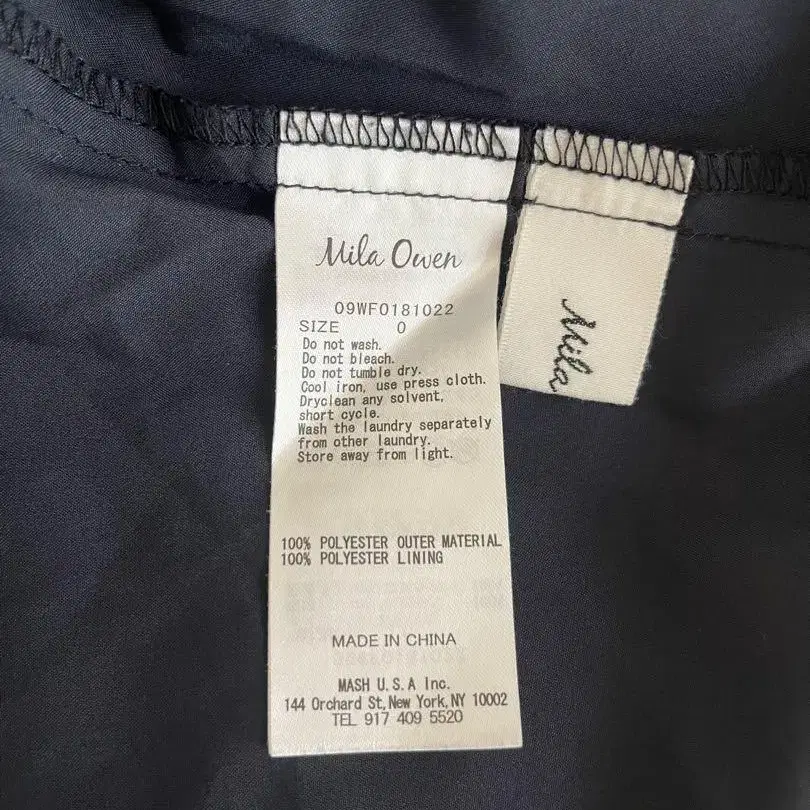 Mila Owen
09WF0181022
SIZE 0
Do not wash.
Do not bleach.
Do not tumble dry.
Cool iron, use press cloth.
Dryclean any solvent,
short cycle.
Wash the laundry separately
from other laundry.
Store away from light.
100% POLYESTER OUTER MATERIAL
100% POLYESTER LINING
MADE IN CHINA
MASH U.S.A Inc.
144 Orchard St,New York,NY 10002
TEL 917 409 5520
Mila